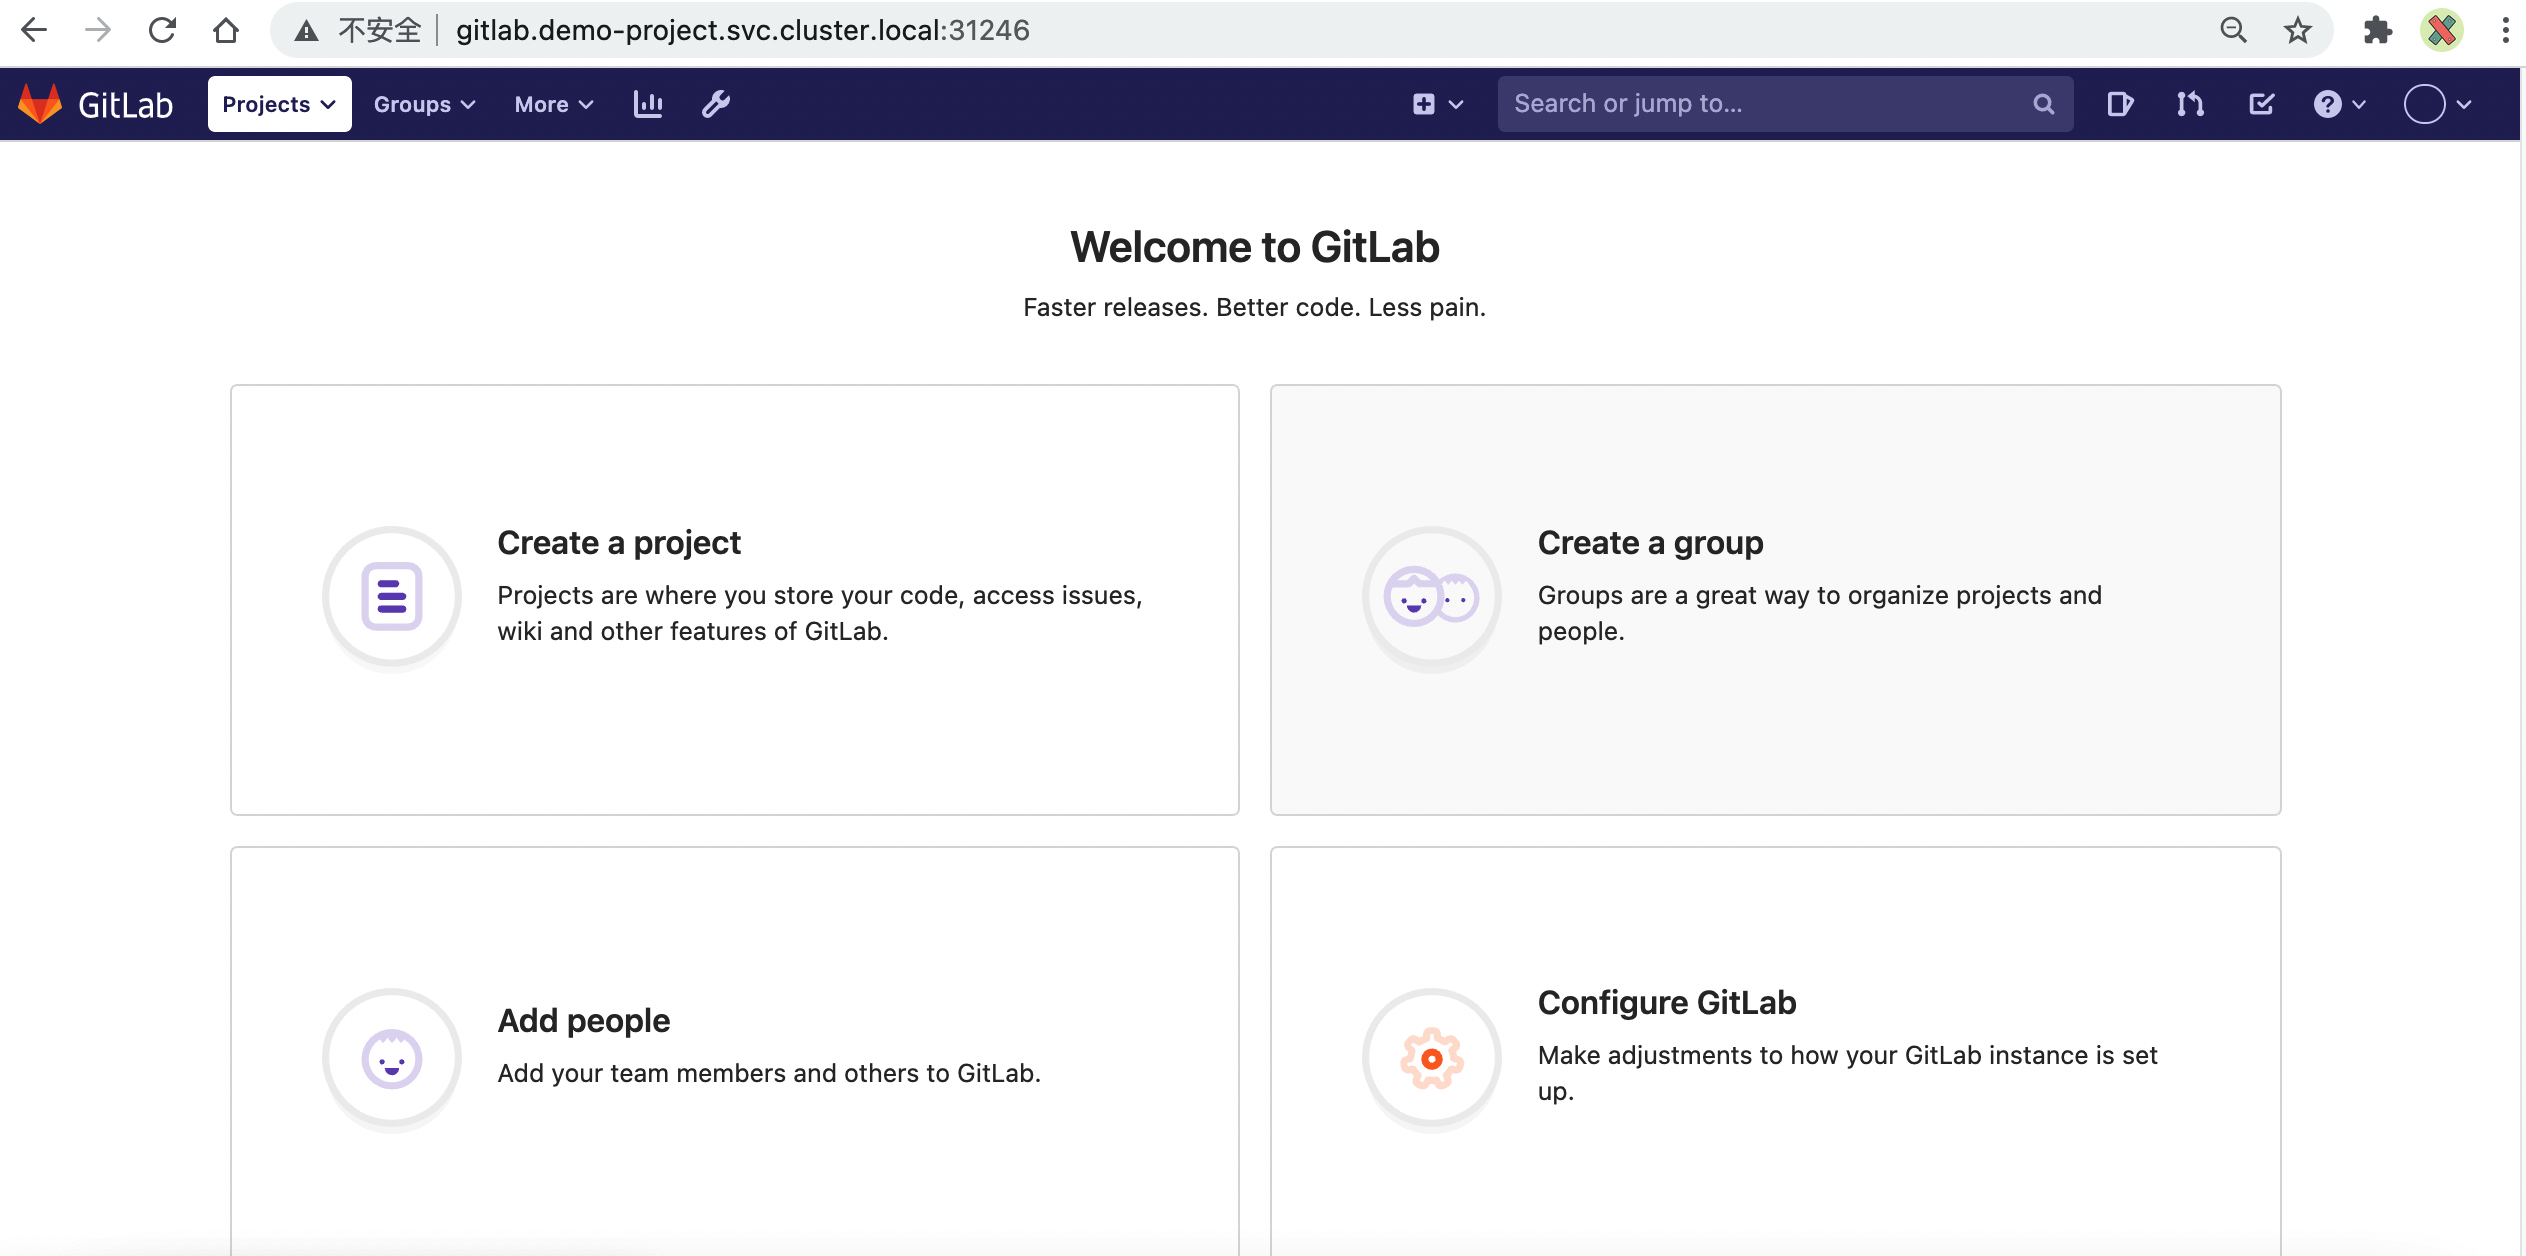 不安全 gitlab.demo-project.svc.cluster.local:31246
GitLab Projects Groups More Search or jump to...
Welcome to GitLab
Faster releases. Better code. Less pain.
Create a project
Projects are where you store your code, access issues,
wiki and other features of GitLab.
Create a group
Groups are a great way to organize projects and
people.
Add people
Add your team members and others to GitLab.
Configure GitLab
Make adjustments to how your GitLab instance is set
up.